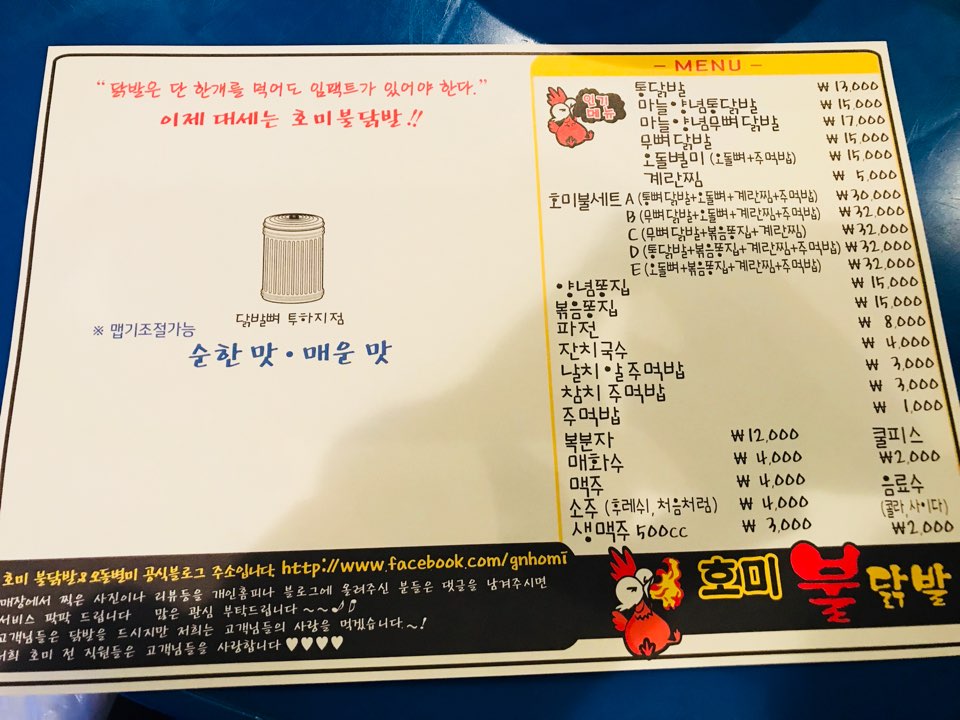 “닭발은 단 한개를 먹어도 임팩트가 있어야 한다.”
이제 대세는 호미불닭발!!
닭발뼈 투하지점
※ 맵기조절가능
순한 맛 · 매운 맛
- MENU -
인기 메뉴
통닭발 ₩ 13,000
마늘양념통닭발 ₩ 15,000
마늘양념무뼈닭발 ₩ 17,000
무뼈닭발 ₩ 15,000
오돌별미 (오돌뼈+주먹밥) ₩ 15,000
계란찜 ₩ 5,000
호미불세트 A (통뼈닭발+오돌뼈+계란찜+주먹밥) ₩ 30,000
B (무뼈닭발+오돌뼈+계란찜+주먹밥) ₩ 32,000
C (무뼈닭발+볶음똥집+계란찜) ₩ 32,000
D (통닭발+볶음똥집+계란찜+주먹밥) ₩ 32,000
E (오돌뼈+볶음똥집+계란찜+주먹밥) ₩ 32,000
양념똥집 ₩ 15,000
볶음똥집 ₩ 15,000
파전 ₩ 8,000
잔치국수 ₩ 4,000
날치알주먹밥 ₩ 3,000
참치 주먹밥 ₩ 3,000
주먹밥 ₩ 1,000
복분자 ₩ 12,000
매화수 ₩ 4,000
맥주 ₩ 4,000
소주 (후레쉬, 처음처럼) ₩ 4,000
생맥주 500cc ₩ 3,000
쿨피스
₩2,000
음료수
(콜라,사이다)
₩2,000
호미 불닭발&오돌별미 공식블로그 주소입니다. http://www.facebook.com/gnhomi
매장에서 찍은 사진이나 리뷰등을 개인홈피나 블로그에 올려주신 분들은 댓글을 남겨주시면
서비스 팍팍 드립니다 많은 관심 부탁드립니다 ~~♪♬
고객님들은 닭발을 드시지만 저희는 고객님들의 사랑을 먹겠습니다.~!
저희 호미 전 직원들은 고객님들을 사랑합니다 ♥♥♥♥
호미 불닭발